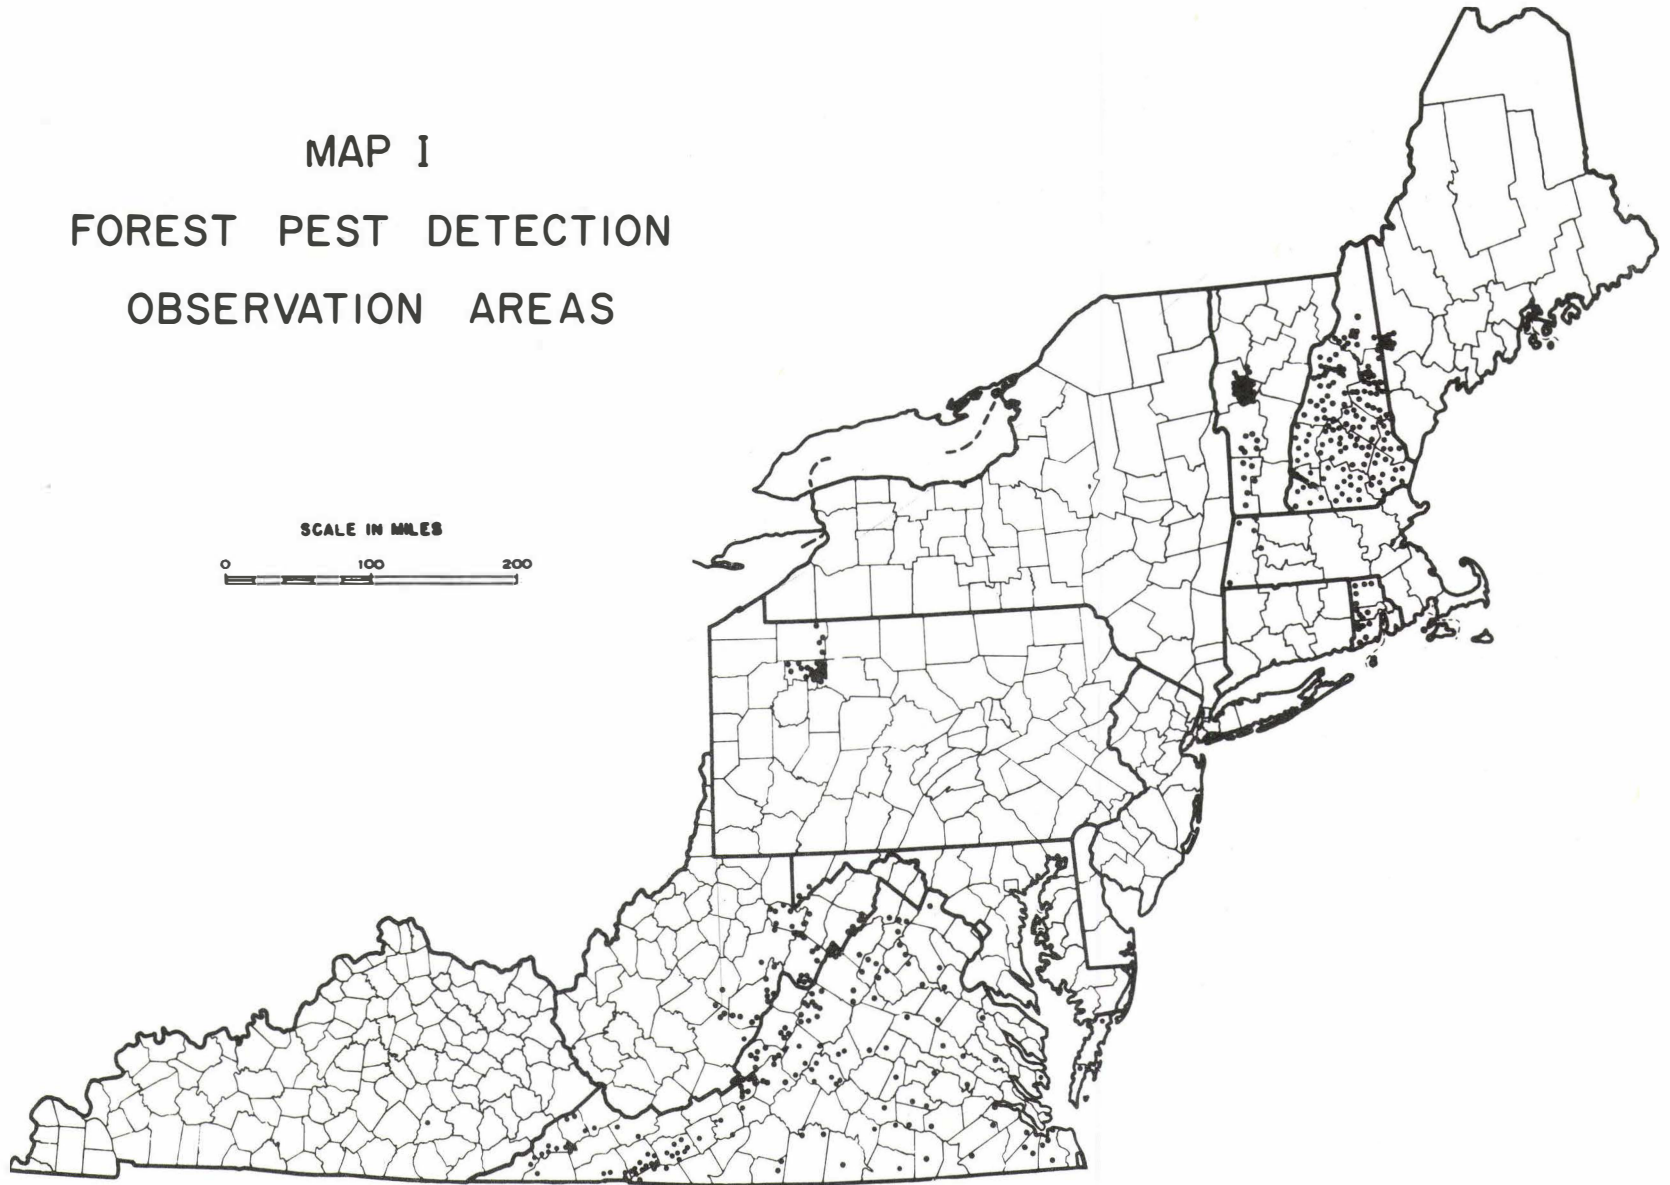 MAP I
FOREST PEST DETECTION
OBSERVATION AREAS
SCALE IN MILES
0 100 200